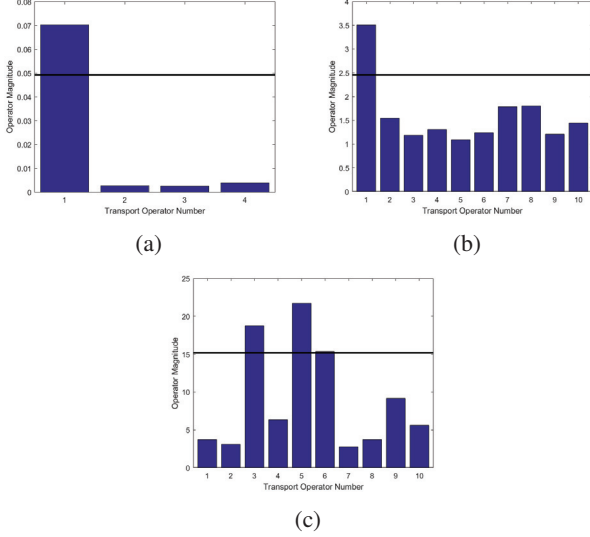 0.08
0.07
0.06
0.05
0.04
0.03
0.02
0.01
0
Operator Magnitude
1 2 3 4
Transport Operator Number
(a)
4
3.5
3
2.5
2
1.5
1
0.5
0
Operator Magnitude
1 2 3 4 5 6 7 8 9 10
Transport Operator Number
(b)
25
20
15
10
5
0
Operator Magnitude
1 2 3 4 5 6 7 8 9 10
Transport Operator Number
(c)